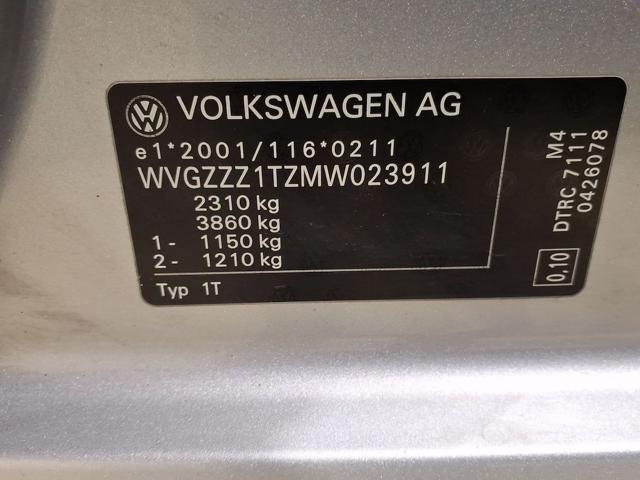 VOLKSWAGEN AG
e1*2001/116*0211
WVGZZZ1TZMW023911
2310 kg
3860 kg
1- 1150 kg
2- 1210 kg
Typ 1T
M4
DTRC 7111
0426078
0,10